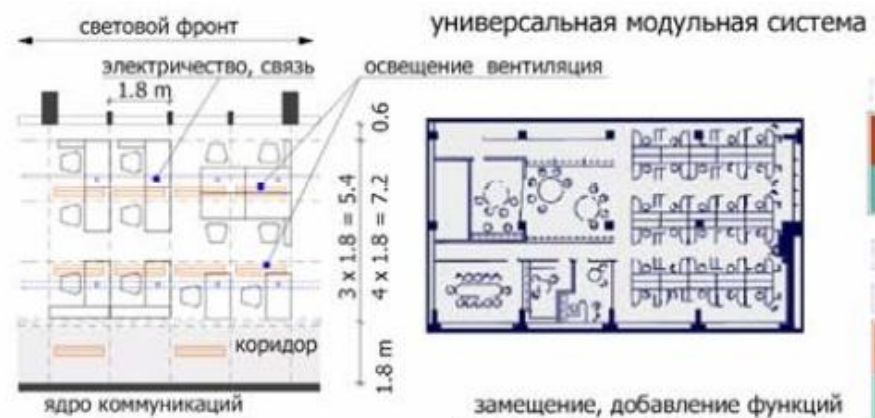 световой фронт
универсальная модульная система
электричество, связь
освещение вентиляция
1.8 m
0.6
3 x 1.8 = 5.4
4 x 1.8 = 7.2
коридор
1.8 m
ядро коммуникаций
замещение, добавление функций